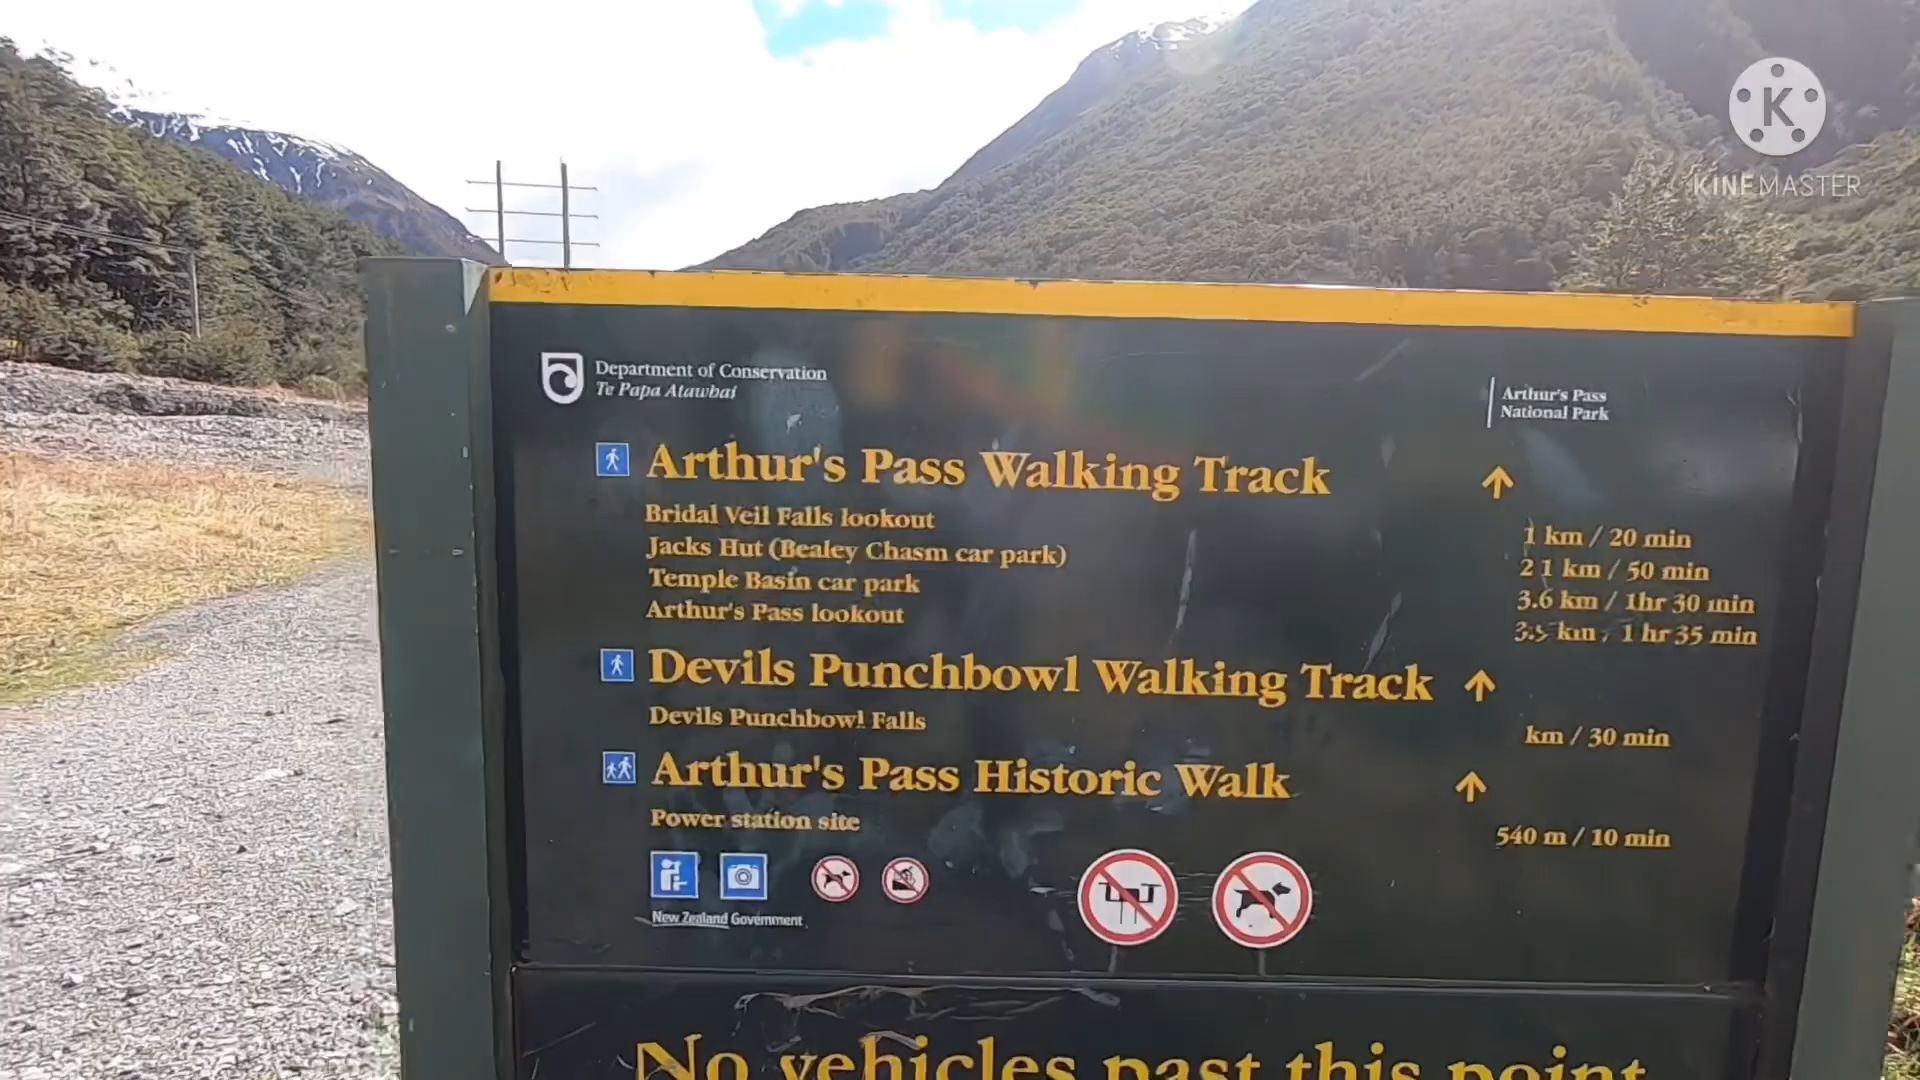 K
KINEMASTER
Department of Conservation
Te Papa Atawhai
Arthur's Pass
National Park
Arthur's Pass Walking Track
Bridal Veil Falls lookout 1 km / 20 min
Jacks Hut (Bealey Chasm car park) 2 1 km / 50 min
Temple Basin car park 3.6 km / 1hr 30 min
Arthur's Pass lookout km / 1 hr 35 min
Devils Punchbowl Walking Track
Devils Punchbowl Falls km / 30 min
Arthur's Pass Historic Walk
Power station site 540 m / 10 min
New Zealand Government
No vehicles past this point